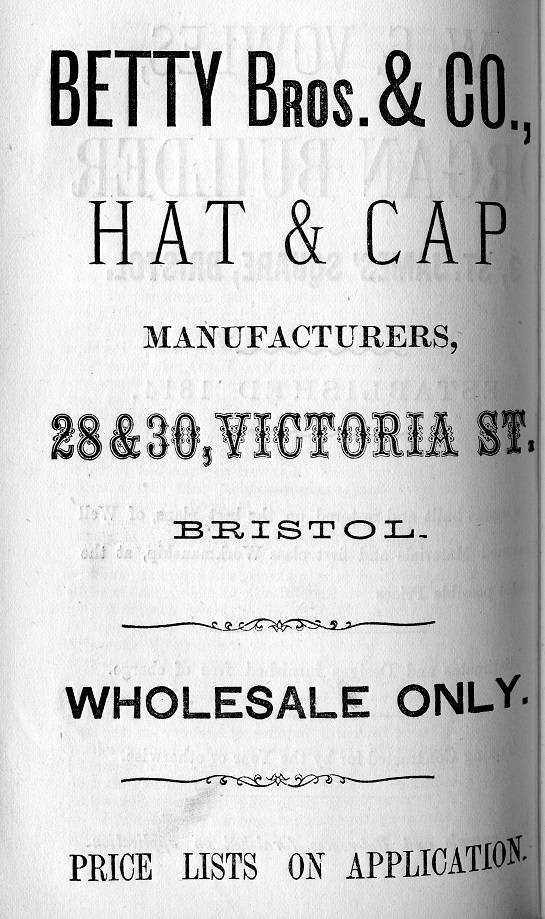 BETTY BROS. & CO.,
HAT & CAP
MANUFACTURERS,
28 & 30, VICTORIA ST.
BRISTOL.
WHOLESALE ONLY.
PRICE LISTS ON APPLICATION.